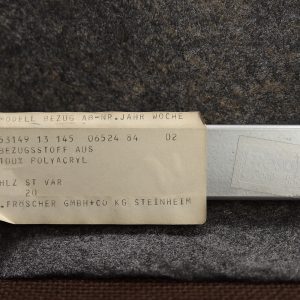 MODELL BEZUG AB-NR.JAHR WOCHE
53149 13 145 06524 84 02
BEZUGSSTOFF AUS
100% POLYACRYL
HLZ ST VAR
20
.FRÖSCHER GMBH+CO KG STEINHEIM